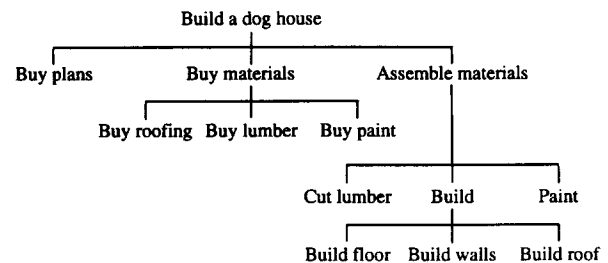 Build a dog house
Buy plans Buy materials Assemble materials
Buy roofing Buy lumber Buy paint
Cut lumber Build Paint
Build floor Build walls Build roof